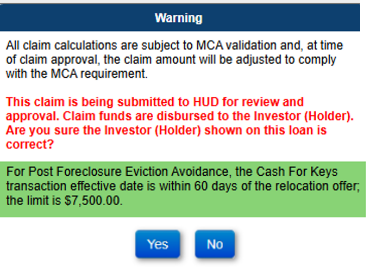 Warning
All claim calculations are subject to MCA validation and, at time
of claim approval, the claim amount will be adjusted to comply
with the MCA requirement.
This claim is being submitted to HUD for review and
approval. Claim funds are disbursed to the Investor (Holder).
Are you sure the Investor (Holder) shown on this loan is
correct?
For Post Foreclosure Eviction Avoidance, the Cash For Keys
transaction effective date is within 60 days of the relocation offer;
the limit is $7,500.00.
Yes No